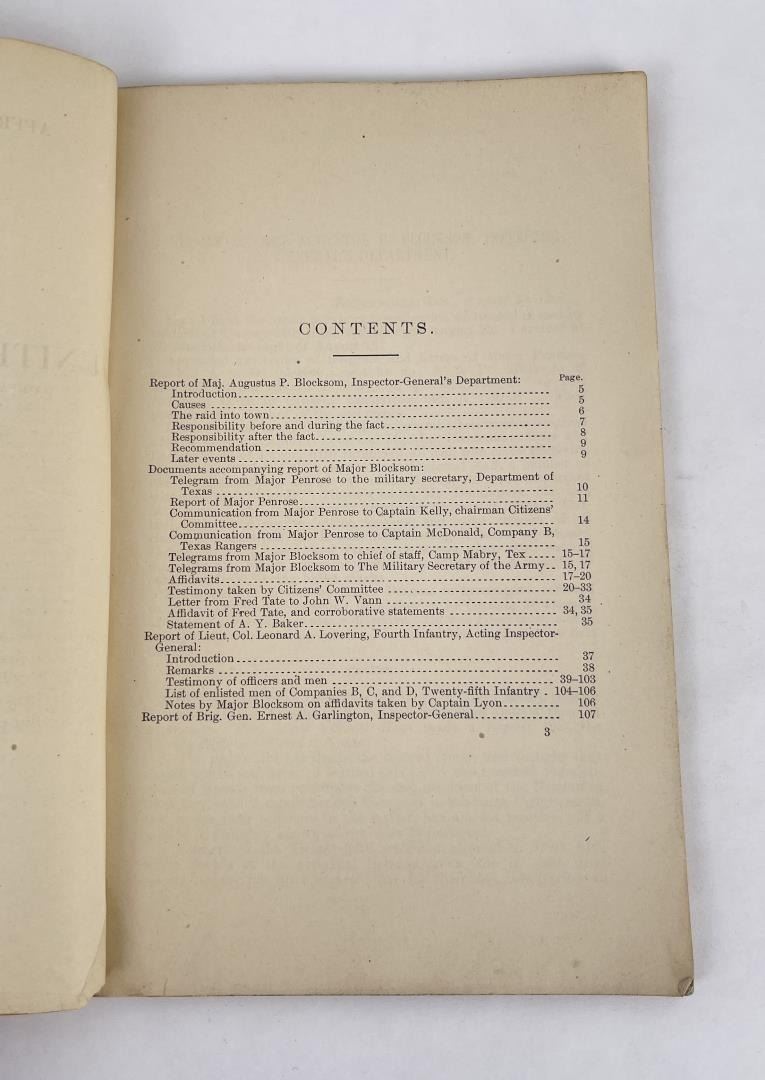 CONTENTS.
Page.
Report of Maj. Augustus P. Blocksom, Inspector-General's Department:
Introduction 5
Causes 5
The raid into town 6
Responsibility before and during the fact 7
Responsibility after the fact 8
Recommendation 9
Later events 9
Documents accompanying report of Major Blocksom:
Telegram from Major Penrose to the military secretary, Department of
Texas 10
Report of Major Penrose 11
Communication from Major Penrose to Captain Kelly, chairman Citizens'
Committee 14
Communication from Major Penrose to Captain McDonald, Company B,
Texas Rangers 15
Telegrams from Major Blocksom to chief of staff, Camp Mabry, Tex 15-17
Telegrams from Major Blocksom to The Military Secretary of the Army 15, 17
Affidavits 17-20
Testimony taken by Citizens' Committee 20-33
Letter from Fred Tate to John W. Vann 34
Affidavit of Fred Tate, and corroborative statements 34, 35
Statement of A. Y. Baker 35
Report of Lieut. Col. Leonard A. Lovering, Fourth Infantry, Acting Inspector-
General:
Introduction 37
Remarks 38
Testimony of officers and men 39-103
List of enlisted men of Companies B, C, and D, Twenty-fifth Infantry 104-106
Notes by Major Blocksom on affidavits taken by Captain Lyon 106
Report of Brig. Gen. Ernest A. Garlington, Inspector-General 107
3